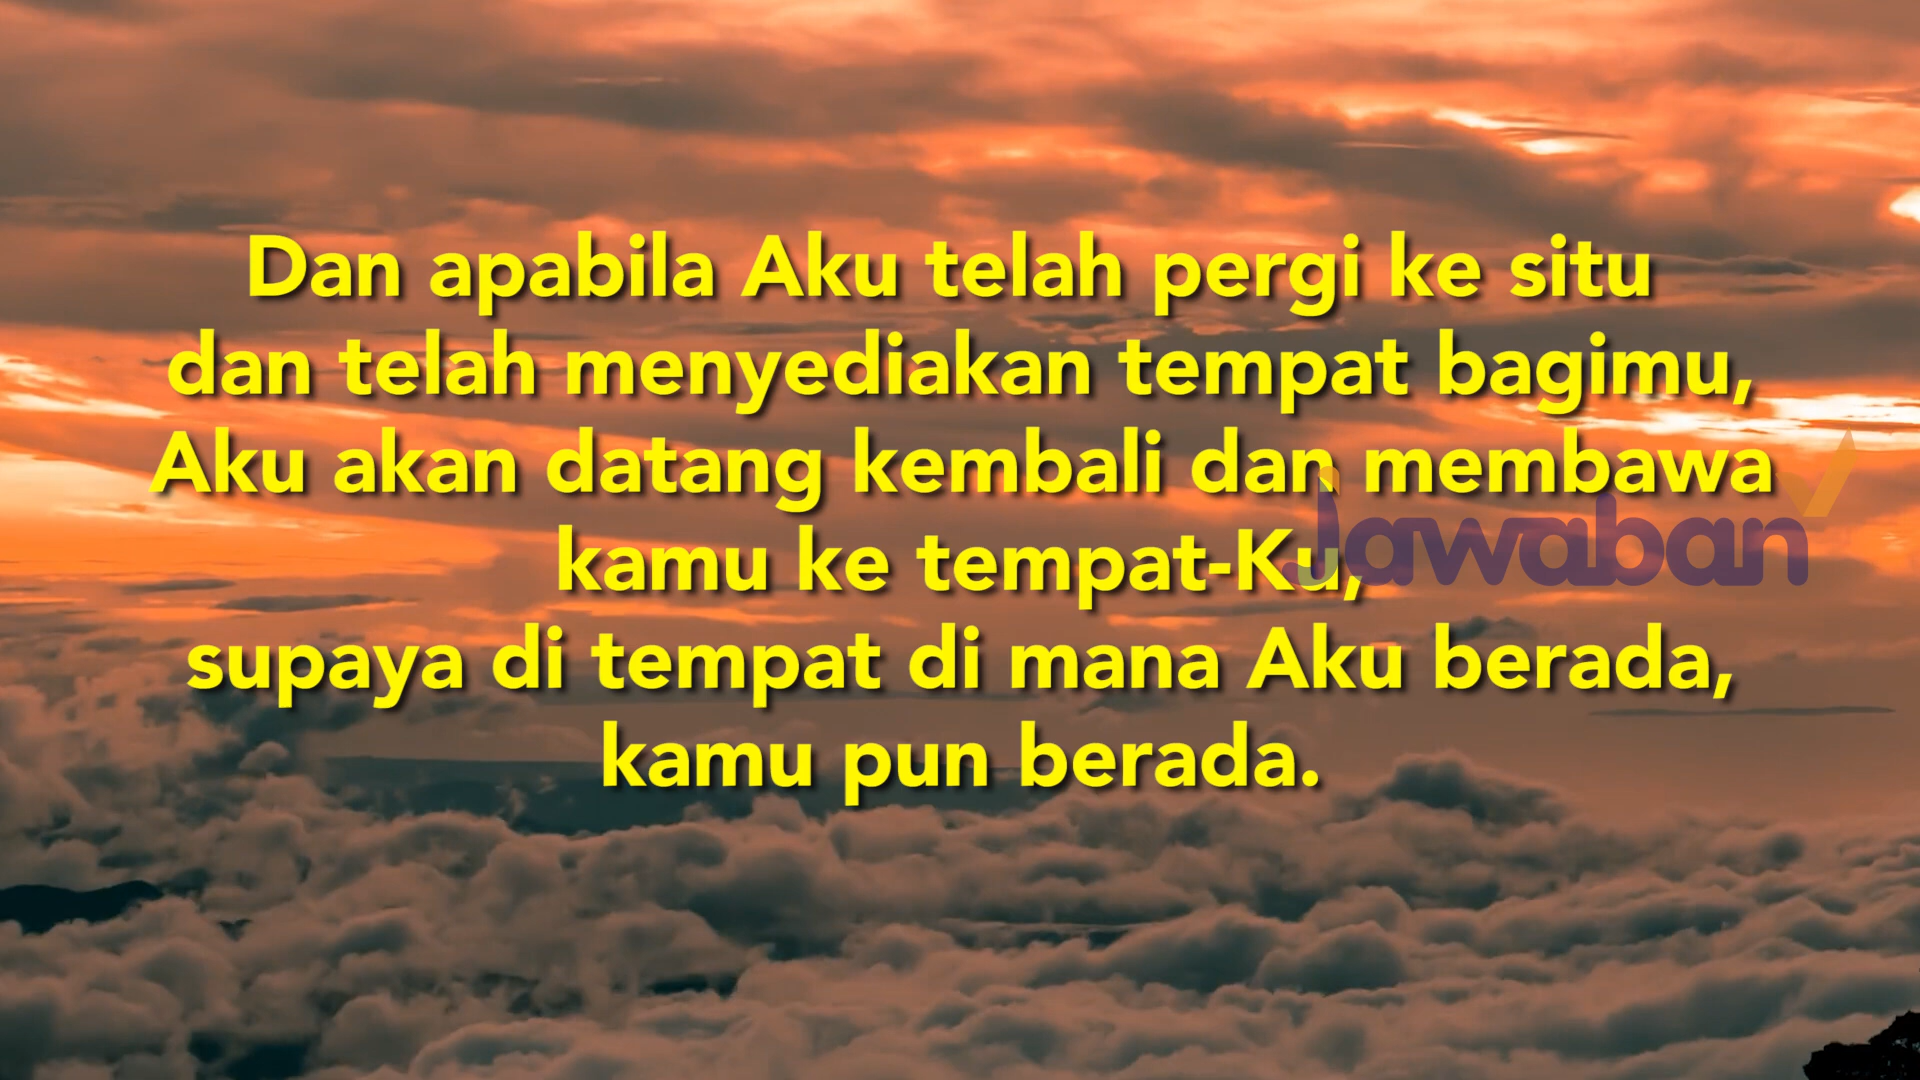 Dan apabila Aku telah pergi ke situ
dan telah menyediakan tempat bagimu,
Aku akan datang kembali dan membawa
kamu ke tempat-Ku,
jawaban
supaya di tempat di mana Aku berada,
kamu pun berada.